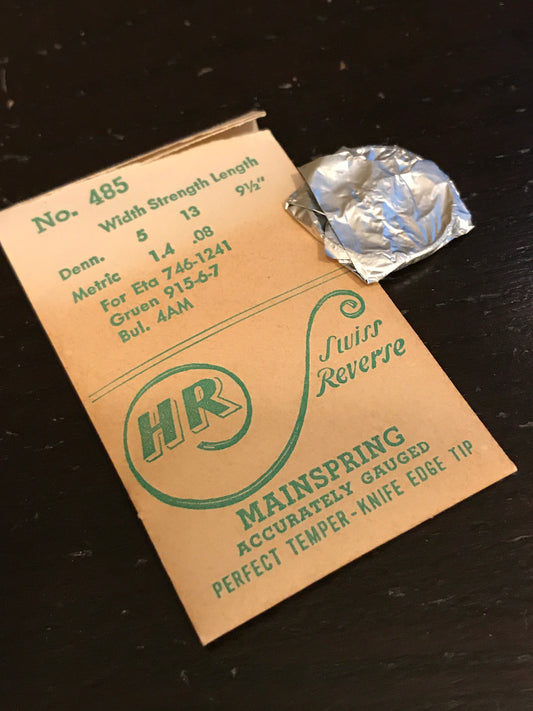 No. 485
Width Strength Length
Denn. 5 13 9½"
Metric 1.4 .08
For Eta 746-1241
Gruen 915-6-7
Bul. 4AM
HR
Swiss
Reverse
MAINSPRING
ACCURATELY GAUGED
PERFECT TEMPER-KNIFE EDGE TIP